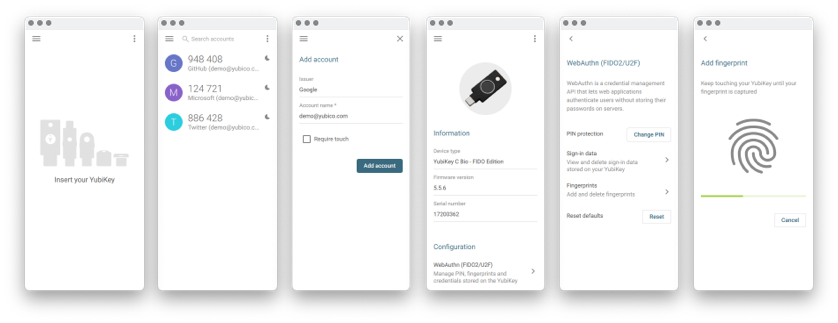 Insert your YubiKey
Search accounts
G
948 408
GitHub (demo@yubico.c...
M
124 721
Microsoft (demo@yubic...
T
886 428
Twitter (demo@yubico.c...
Add account
Issuer
Google
Account name *
demo@yubico.com
Require touch
Add account
Information
Device type
YubiKey C Bio - FIDO Edition
Firmware version
5.5.6
Serial number
17200362
Configuration
WebAuthn (FIDO2/U2F)
Manage PIN, fingerprints and
credentials stored on the YubiKey
WebAuthn (FIDO2/U2F)
WebAuthn is a credential management
API that lets web applications
authenticate users without storing their
passwords on servers.
PIN protection
Change PIN
Sign-in data
View and delete sign-in data
stored on your YubiKey
Fingerprints
Add and delete fingerprints
Reset defaults
Reset
Add fingerprint
Keep touching your YubiKey until your
fingerprint is captured
Cancel